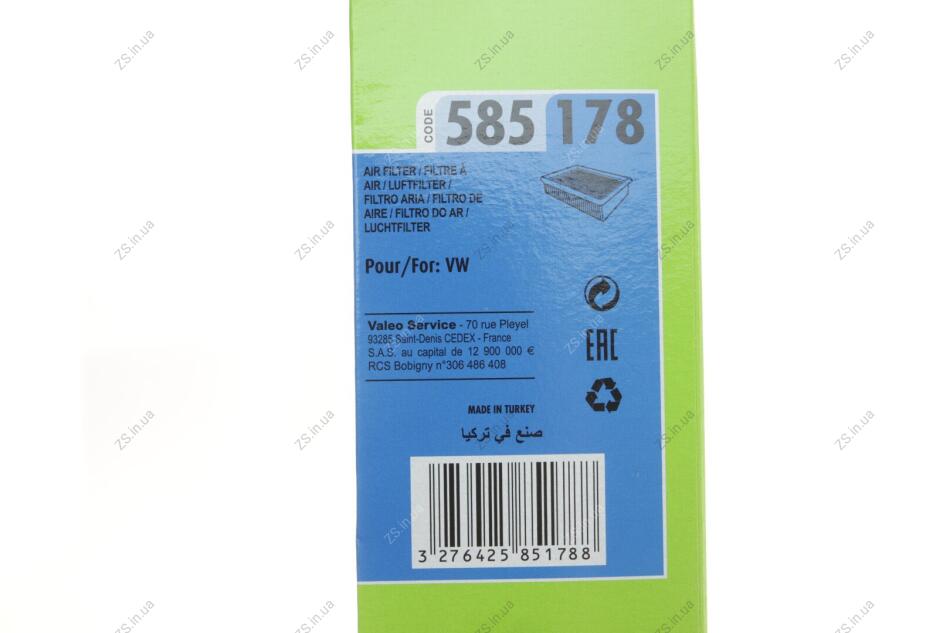 CODE 585 178
AIR FILTER / FILTRE À
AIR / LUFTFILTER /
FILTRO ARIA / FILTRO DE
AIRE / FILTRO DO AR /
LUCHTFILTER
Pour/For: VW
Valeo Service - 70 rue Pleyel
93285 Saint-Denis CEDEX - France
S.A.S. au capital de 12 900 000 €
RCS Bobigny n°306 486 408
EAC
MADE IN TURKEY
صنع في تركيا
3 276425 851788
ZS.in.ua